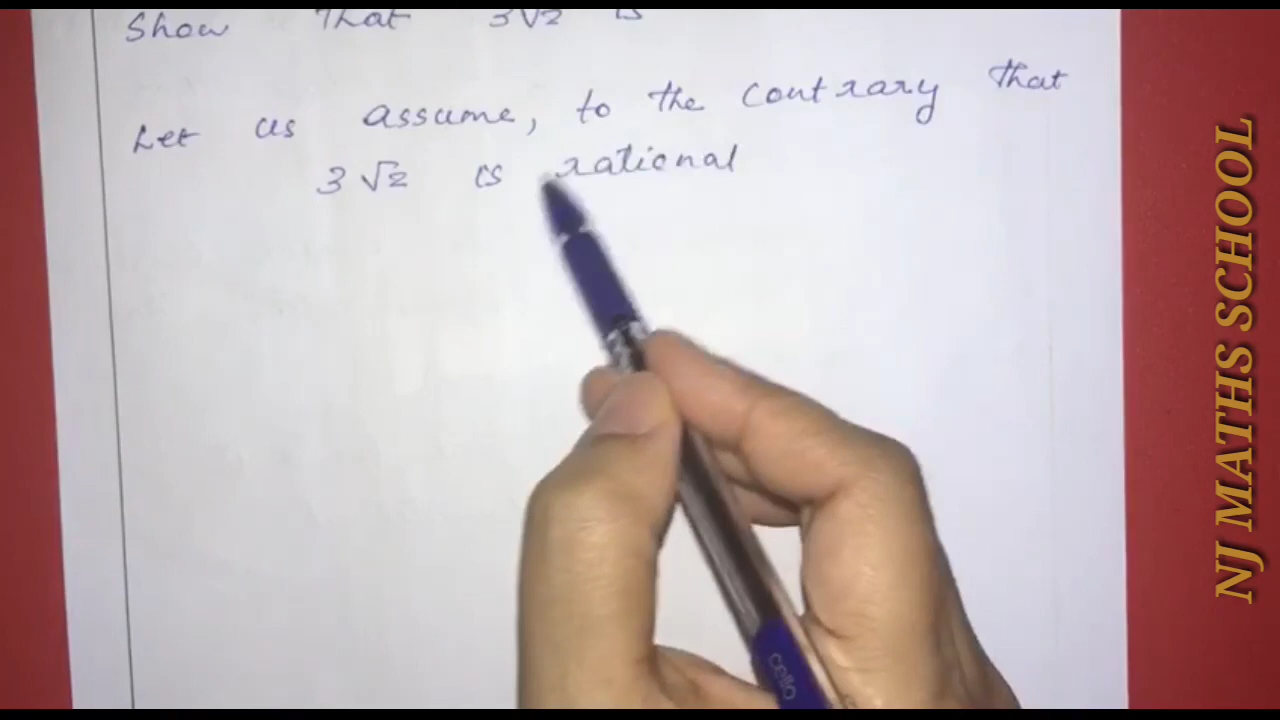 Show that 3√2 is
Let us assume, to the contrary that
3√2 is rational
cello
NJ MATHS SCHOOL